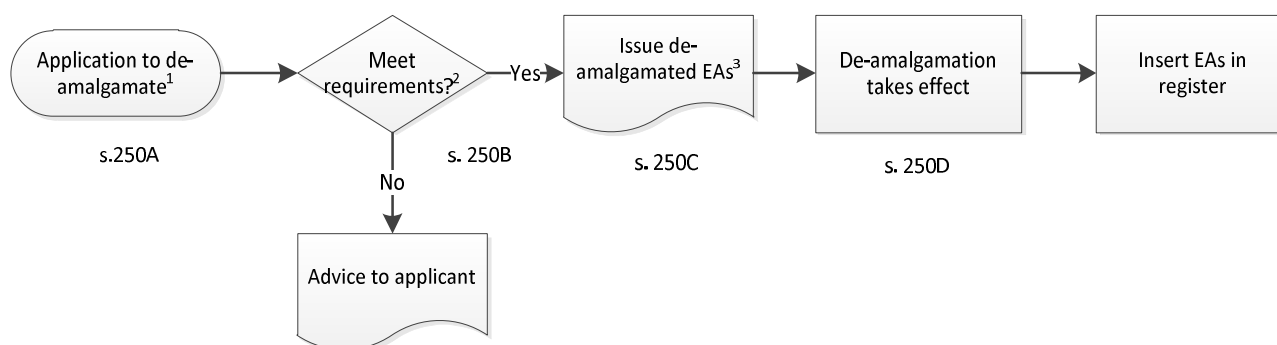 Application to de-
amalgamate¹
Meet
requirements?²
Yes
Issue de-
amalgamated EAs³
De-amalgamation
takes effect
Insert EAs in
register
s.250A
s. 250B
s. 250C
s. 250D
No
Advice to applicant